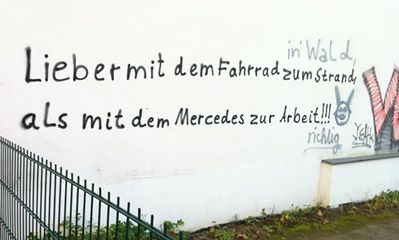 in' Wald,
Lieber mit dem Fahrrad zum Strand,
als mit dem Mercedes zur Arbeit!!!
richtig